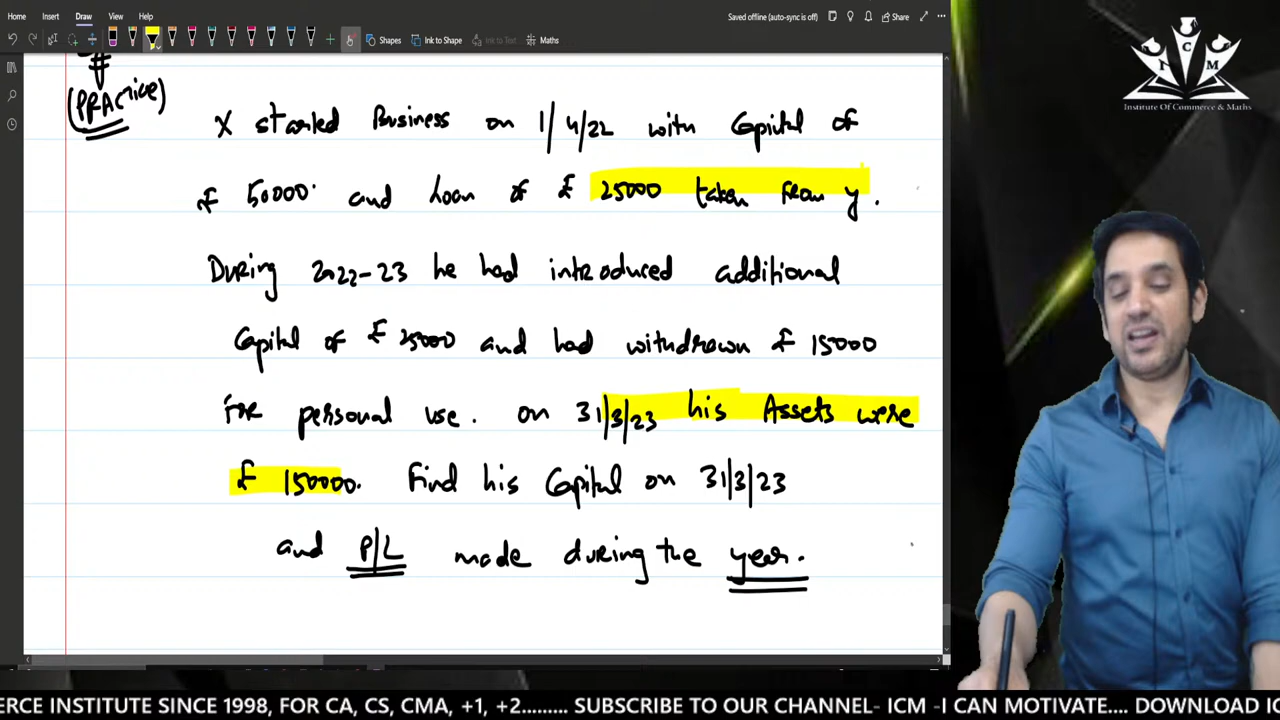 Home Insert Draw View Help
Saved offline (auto-sync is off)
Share
Shapes
Ink to Shape
Ink to Text
Maths
#
(PRActice)
X started Business on 1/4/22 with Capital of
₤ 50000 and Loan of ₤ 25000 taken from y.
During 2022-23 he had introduced additional
Capital of ₤ 25000 and had withdrawn ₤ 15000
For personal use. on 31/3/23 his Assets were
₤ 150000. Find his Capital on 31/3/23
and P/L made during the year.
I C M
Institute Of Commerce & Maths
ERCE INSTITUTE SINCE 1998, FOR CA, CS, CMA, +1, +2......... SUBSCRIBE TO OUR CHANNEL- ICM -I CAN MOTIVATE.... DOWNLOAD IC